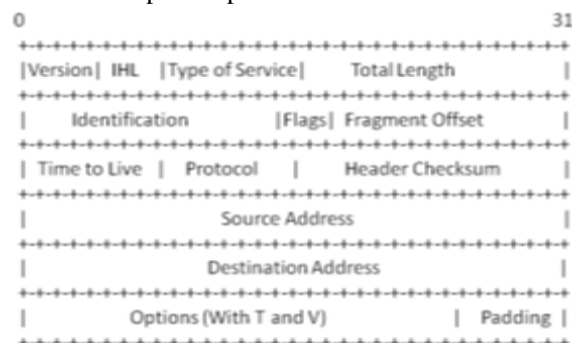 0 31
+-+-+-+-+-+-+-+-+-+-+-+-+-+-+-+-+-+-+-+-+-+-+-+-+-+-+-+-+-+-+-+-+
|Version| IHL |Type of Service| Total Length |
+-+-+-+-+-+-+-+-+-+-+-+-+-+-+-+-+-+-+-+-+-+-+-+-+-+-+-+-+-+-+-+-+
| Identification |Flags| Fragment Offset |
+-+-+-+-+-+-+-+-+-+-+-+-+-+-+-+-+-+-+-+-+-+-+-+-+-+-+-+-+-+-+-+-+
| Time to Live | Protocol | Header Checksum |
+-+-+-+-+-+-+-+-+-+-+-+-+-+-+-+-+-+-+-+-+-+-+-+-+-+-+-+-+-+-+-+-+
| Source Address |
+-+-+-+-+-+-+-+-+-+-+-+-+-+-+-+-+-+-+-+-+-+-+-+-+-+-+-+-+-+-+-+-+
| Destination Address |
+-+-+-+-+-+-+-+-+-+-+-+-+-+-+-+-+-+-+-+-+-+-+-+-+-+-+-+-+-+-+-+-+
| Options (With T and V) | Padding |
+-+-+-+-+-+-+-+-+-+-+-+-+-+-+-+-+-+-+-+-+-+-+-+-+-+-+-+-+-+-+-+-+